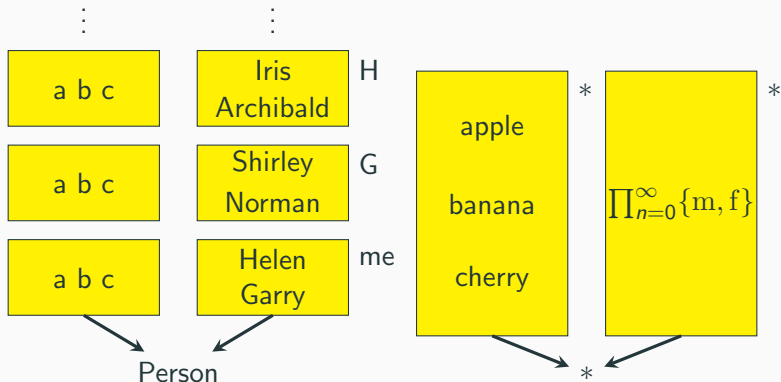 ⋮
⋮
a b c
Iris
Archibald
H
a b c
Shirley
Norman
G
a b c
Helen
Garry
me
Person
apple
banana
cherry
*
∏_{n=0}^{∞}{m, f}
*
*